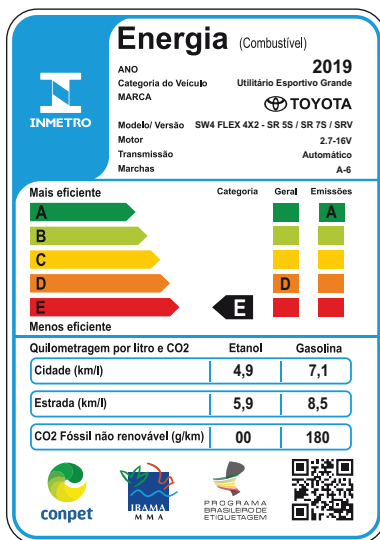 Energia (Combustível)
INMETRO
ANO 2019
Categoria do Veículo Utilitário Esportivo Grande
MARCA TOYOTA
Modelo/ Versão SW4 FLEX 4X2 - SR 5S / SR 7S / SRV
Motor 2.7-16V
Transmissão Automático
Marchas A-6
Mais eficiente Categoria Geral Emissões
A A
B
C
D D
E E
Menos eficiente
Quilometragem por litro e CO2 Etanol Gasolina
Cidade (km/l) 4,9 7,1
Estrada (km/l) 5,9 8,5
CO2 Fóssil não renovável (g/km) 00 180
conpet
IBAMA
M M A
PROGRAMA
BRASILEIRO DE
ETIQUETAGEM